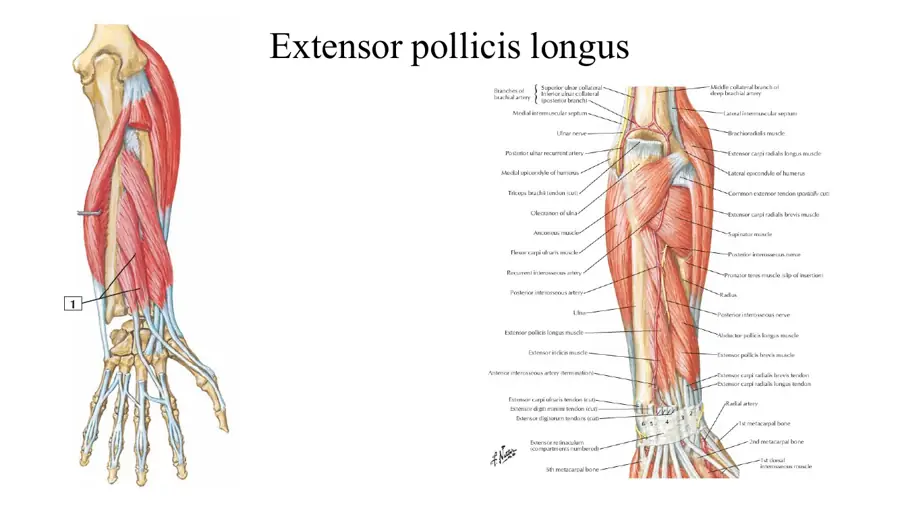 Extensor pollicis longus
1
Branches of
brachial artery
Superior ulnar collateral
Inferior ulnar collateral
(posterior branch)
Medial intermuscular septum
Ulnar nerve
Posterior ulnar recurrent artery
Medial epicondyle of humerus
Triceps brachii tendon (cut)
Olecranon of ulna
Anconeus muscle
Flexor carpi ulnaris muscle
Recurrent interosseous artery
Posterior interosseous artery
Ulna
Extensor pollicis longus muscle
Extensor indicis muscle
Anterior interosseous artery (termination)
Extensor carpi ulnaris tendon (cut)
Extensor digiti minimi tendon (cut)
Extensor digitorum tendons (cut)
Extensor retinaculum
(compartments numbered)
5th metacarpal bone
Middle collateral branch of
deep brachial artery
Lateral intermuscular septum
Brachioradialis muscle
Extensor carpi radialis longus muscle
Lateral epicondyle of humerus
Common extensor tendon (partially cut)
Extensor carpi radialis brevis muscle
Supinator muscle
Posterior interosseous nerve
Pronator teres muscle (slip of insertion)
Radius
Posterior interosseous nerve
Abductor pollicis longus muscle
Extensor pollicis brevis muscle
Extensor carpi radialis brevis tendon
Extensor carpi radialis longus tendon
Radial artery
1st metacarpal bone
2nd metacarpal bone
1st dorsal
interosseous muscle
6 5 4 3